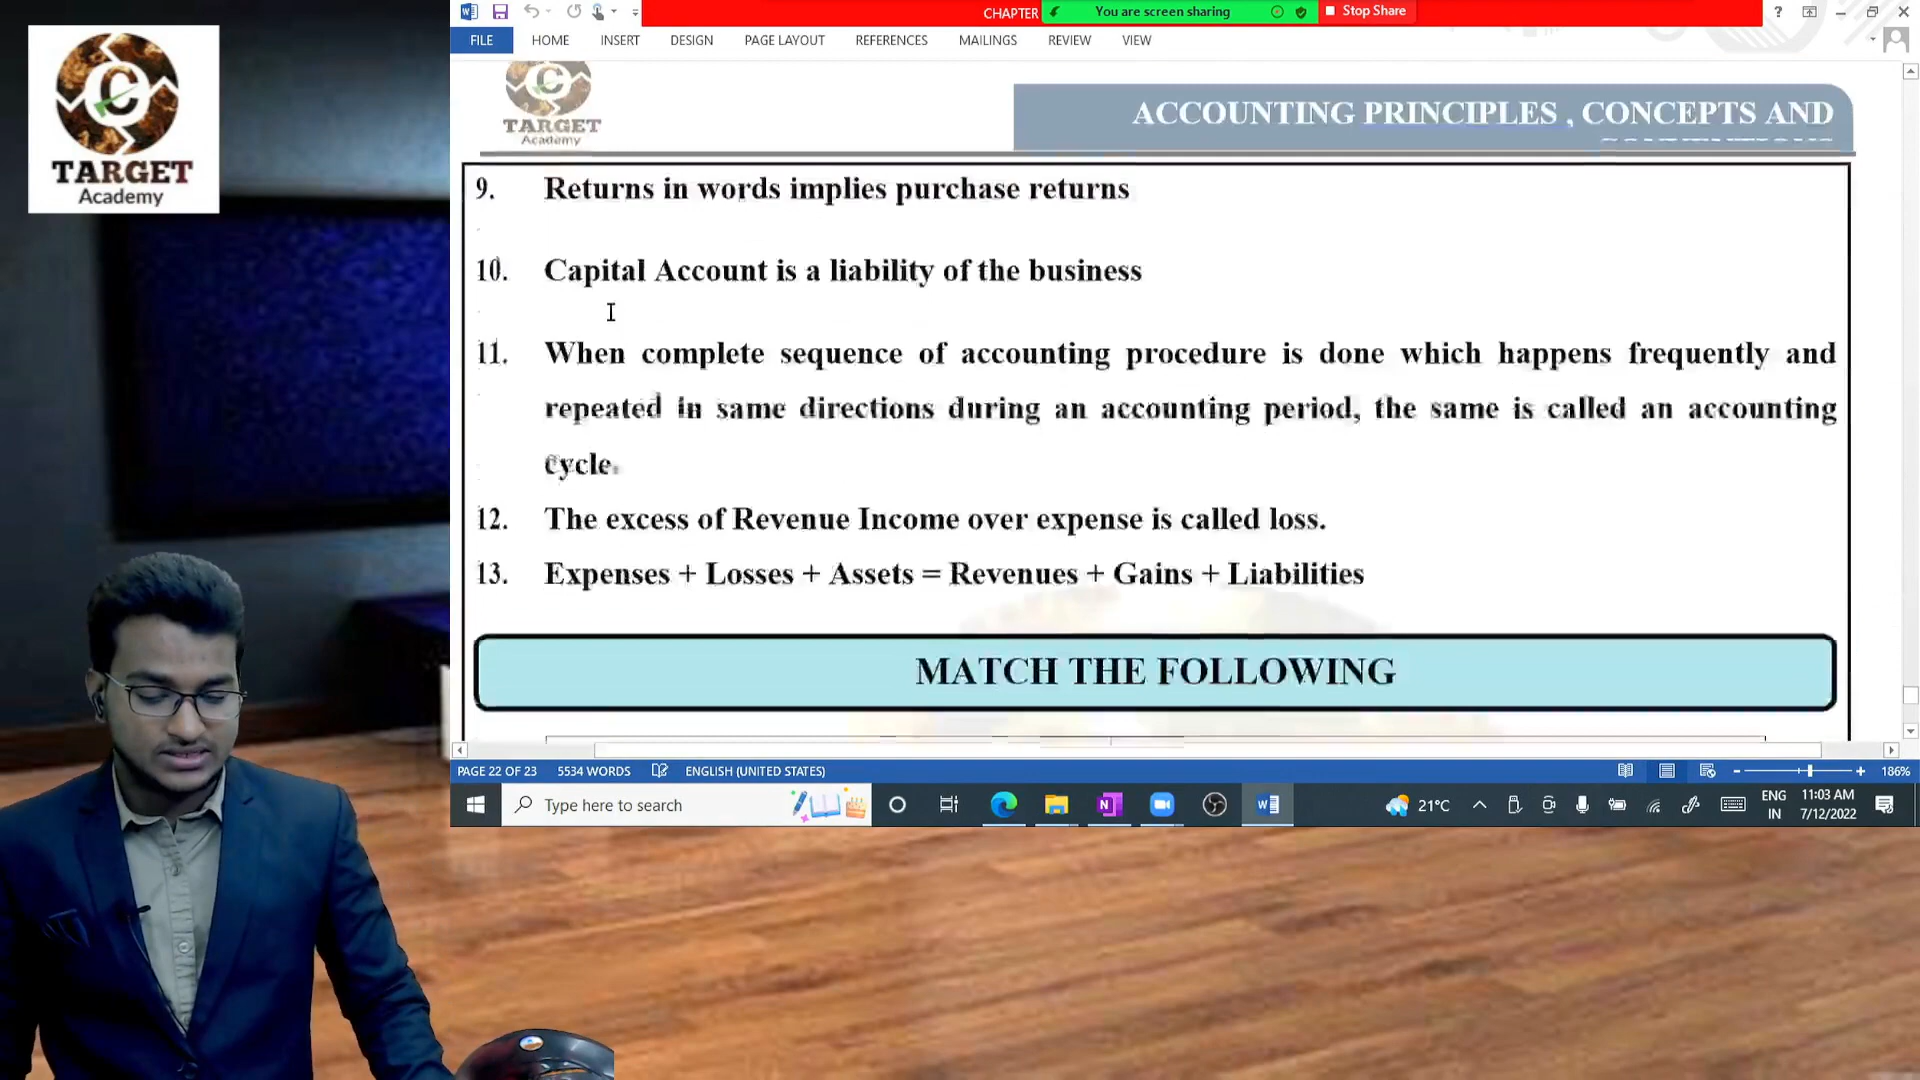 CHAPTER
You are screen sharing
Stop Share
FILE HOME INSERT DESIGN PAGE LAYOUT REFERENCES MAILINGS REVIEW VIEW
TARGET
Academy
TARGET
Academy
ACCOUNTING PRINCIPLES , CONCEPTS AND
9. Returns in words implies purchase returns
10. Capital Account is a liability of the business
11. When complete sequence of accounting procedure is done which happens frequently and
repeated in same directions during an accounting period, the same is called an accounting
cycle.
12. The excess of Revenue Income over expense is called loss.
13. Expenses + Losses + Assets = Revenues + Gains + Liabilities
MATCH THE FOLLOWING
PAGE 22 OF 23 5534 WORDS ENGLISH (UNITED STATES) 186%
Type here to search
21°C
ENG
IN
11:03 AM
7/12/2022